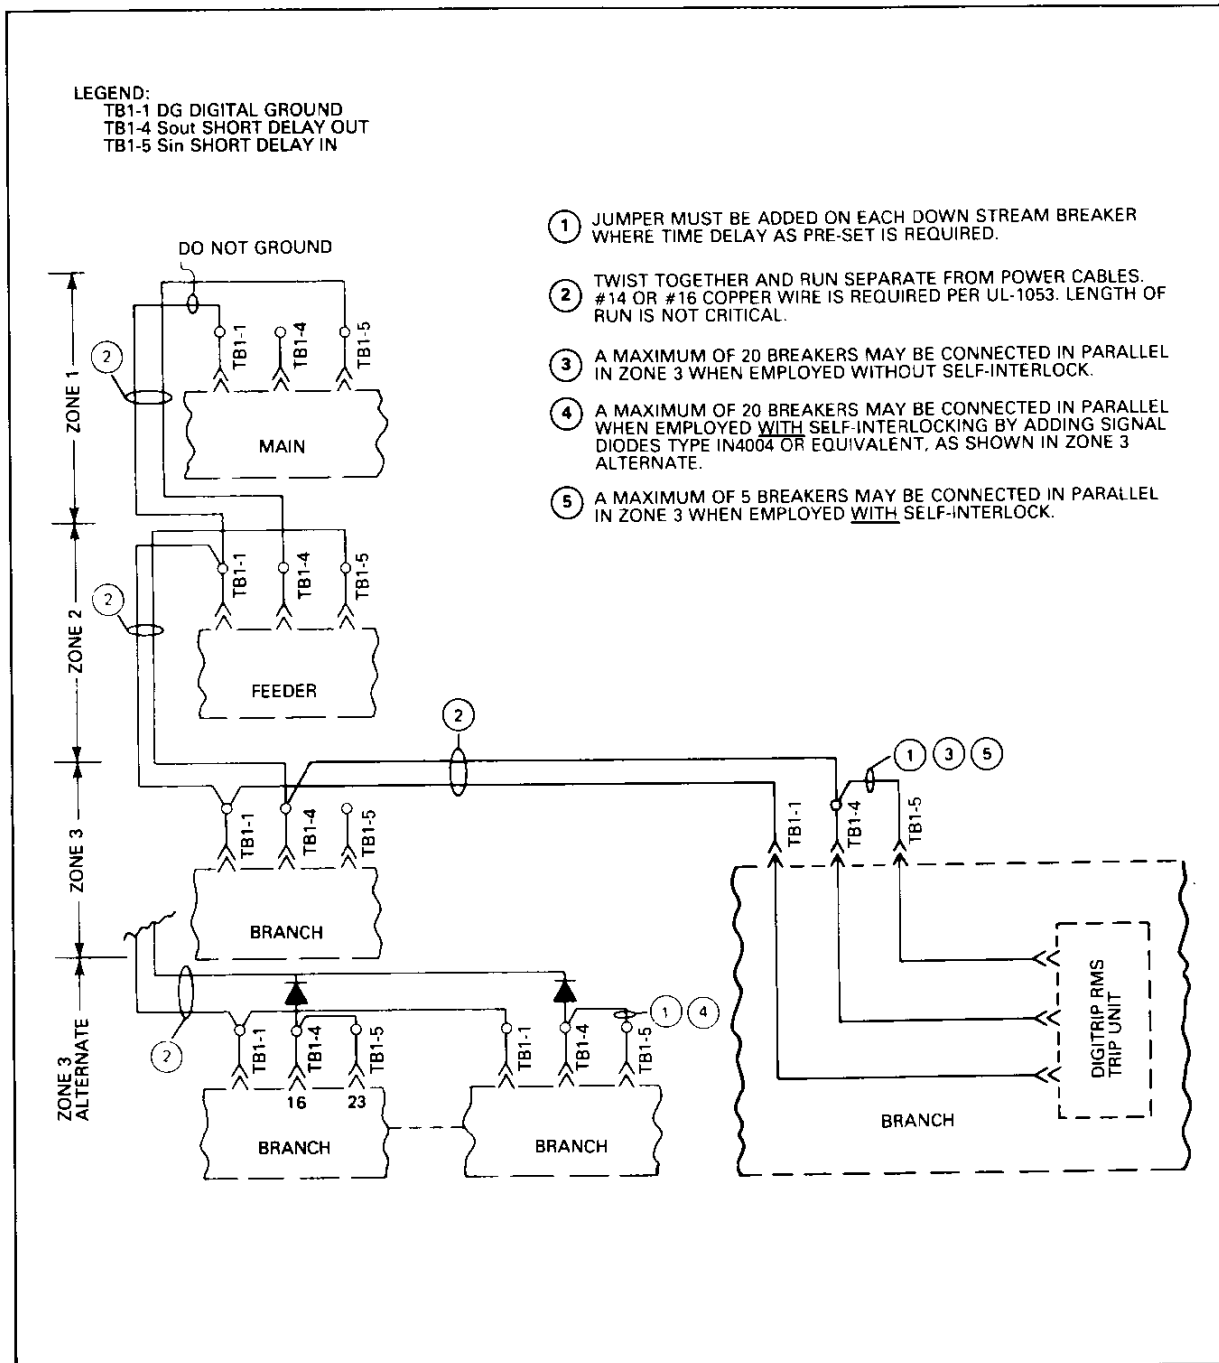 LEGEND:
TB1-1 DG DIGITAL GROUND
TB1-4 Sout SHORT DELAY OUT
TB1-5 Sin SHORT DELAY IN
1 JUMPER MUST BE ADDED ON EACH DOWN STREAM BREAKER
WHERE TIME DELAY AS PRE-SET IS REQUIRED.
2 TWIST TOGETHER AND RUN SEPARATE FROM POWER CABLES.
#14 OR #16 COPPER WIRE IS REQUIRED PER UL-1053. LENGTH OF
RUN IS NOT CRITICAL.
3 A MAXIMUM OF 20 BREAKERS MAY BE CONNECTED IN PARALLEL
IN ZONE 3 WHEN EMPLOYED WITHOUT SELF-INTERLOCK.
4 A MAXIMUM OF 20 BREAKERS MAY BE CONNECTED IN PARALLEL
WHEN EMPLOYED WITH SELF-INTERLOCKING BY ADDING SIGNAL
DIODES TYPE IN4004 OR EQUIVALENT, AS SHOWN IN ZONE 3
ALTERNATE.
5 A MAXIMUM OF 5 BREAKERS MAY BE CONNECTED IN PARALLEL
IN ZONE 3 WHEN EMPLOYED WITH SELF-INTERLOCK.
DO NOT GROUND
ZONE 1
2
TB1-1
TB1-4
TB1-5
MAIN
ZONE 2
2
TB1-1
TB1-4
TB1-5
FEEDER
2
1 3 5
ZONE 3
TB1-1
TB1-4
TB1-5
BRANCH
TB1-1
TB1-4
TB1-5
DIGITRIP RMS
TRIP UNIT
BRANCH
ZONE 3
ALTERNATE
2
TB1-1
TB1-4
TB1-5
16
23
BRANCH
TB1-1
TB1-4
TB1-5
1 4
BRANCH